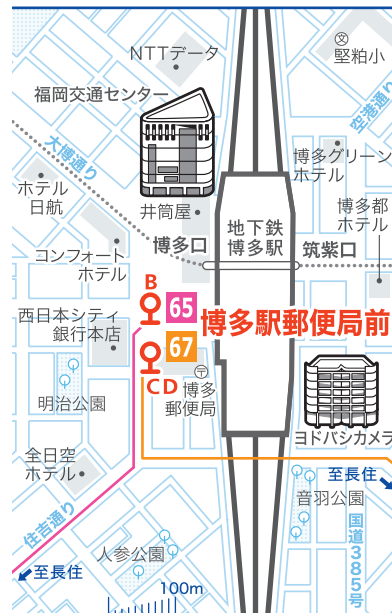 NTTデータ
堅粕小
文
福岡交通センター
空港通り
大博通り
博多グリーン
ホテル
ホテル
日航
井筒屋
博多都
ホテル
地下鉄
博多駅
博多口
筑紫口
コンフォート
ホテル
B
65
博多駅郵便局前
西日本シティ
銀行本店
67
CD
博多
郵便局
明治公園
ヨドバシカメラ
全日空
ホテル
至長住
音羽公園
住吉通り
国道385号
人参公園
至長住
100m